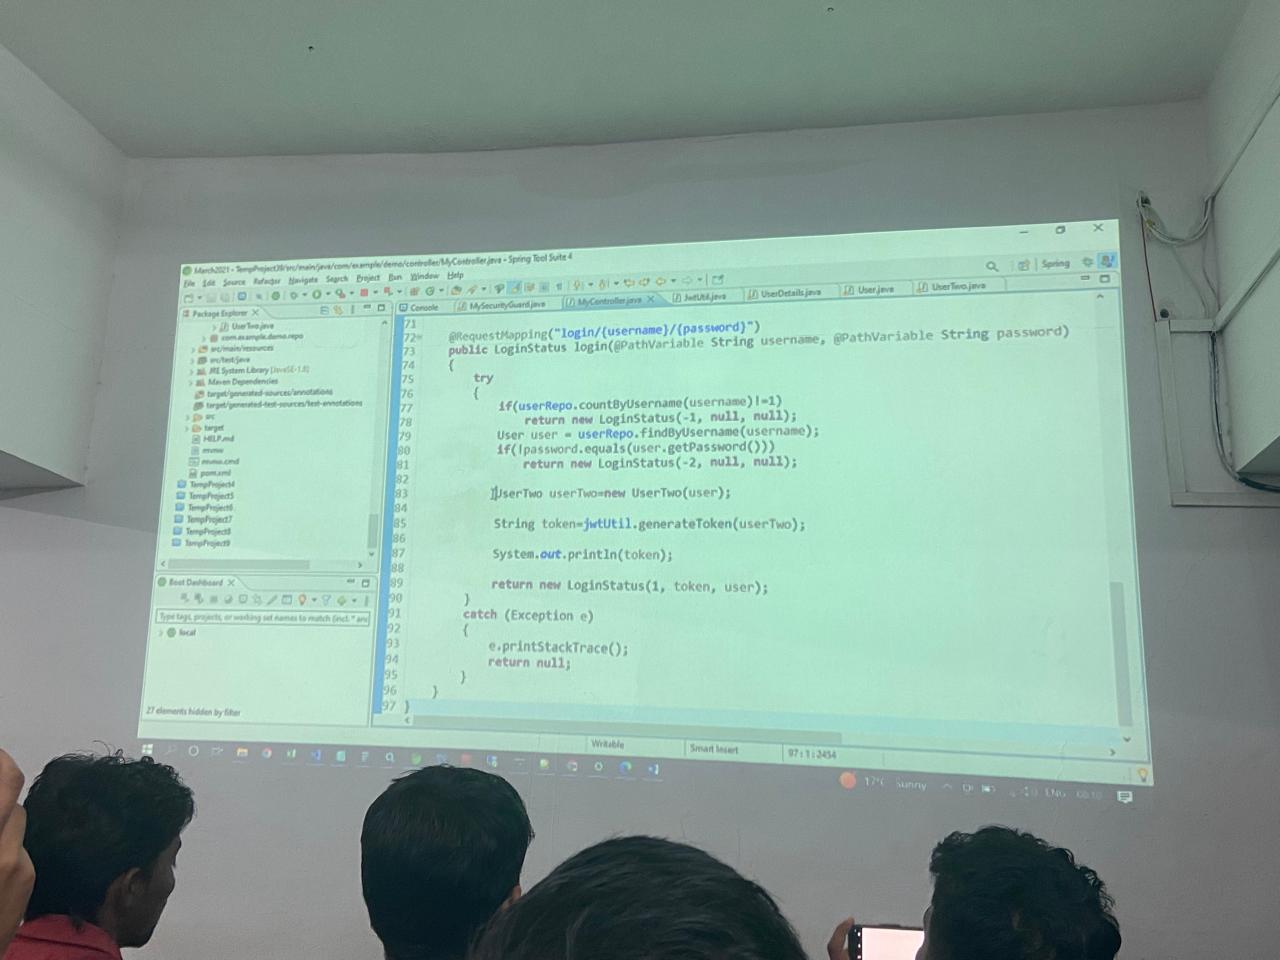 March2021 - TempProject39/src/main/java/com/example/demo/controller/MyController.java - Spring Tool Suite 4
File Edit Source Refactor Navigate Search Project Run Window Help
Spring
Package Explorer
UserTwo.java
com.example.demo.repo
src/main/resources
src/test/java
JRE System Library [JavaSE-1.8]
Maven Dependencies
target/generated-sources/annotations
target/generated-test-sources/test-annotations
src
target
HELP.md
mvnw
mvnw.cmd
pom.xml
TempProject4
TempProject5
TempProject6
TempProject7
TempProject8
TempProject9
Boot Dashboard
Type tags, projects, or working set names to match (incl. *
local
27 elements hidden by filter
Console MySecurityGuard.java MyController.java JwtUtil.java UserDetails.java User.java UserTwo.java
71
72 @RequestMapping("login/{username}/{password}")
73 public LoginStatus login(@PathVariable String username, @PathVariable String password)
74 {
75 try
76 {
77 if(userRepo.countByUsername(username)!=1)
78 return new LoginStatus(-1, null, null);
79 User user = userRepo.findByUsername(username);
80 if(!password.equals(user.getPassword()))
81 return new LoginStatus(-2, null, null);
82
83 UserTwo userTwo=new UserTwo(user);
84
85 String token=jwtUtil.generateToken(userTwo);
86
87 System.out.println(token);
88
89 return new LoginStatus(1, token, user);
90 }
91 catch (Exception e)
92 {
93 e.printStackTrace();
94 return null;
95 }
96 }
97 }
Writable Smart Insert 97 : 1 : 2454
17°C Sunny ENG